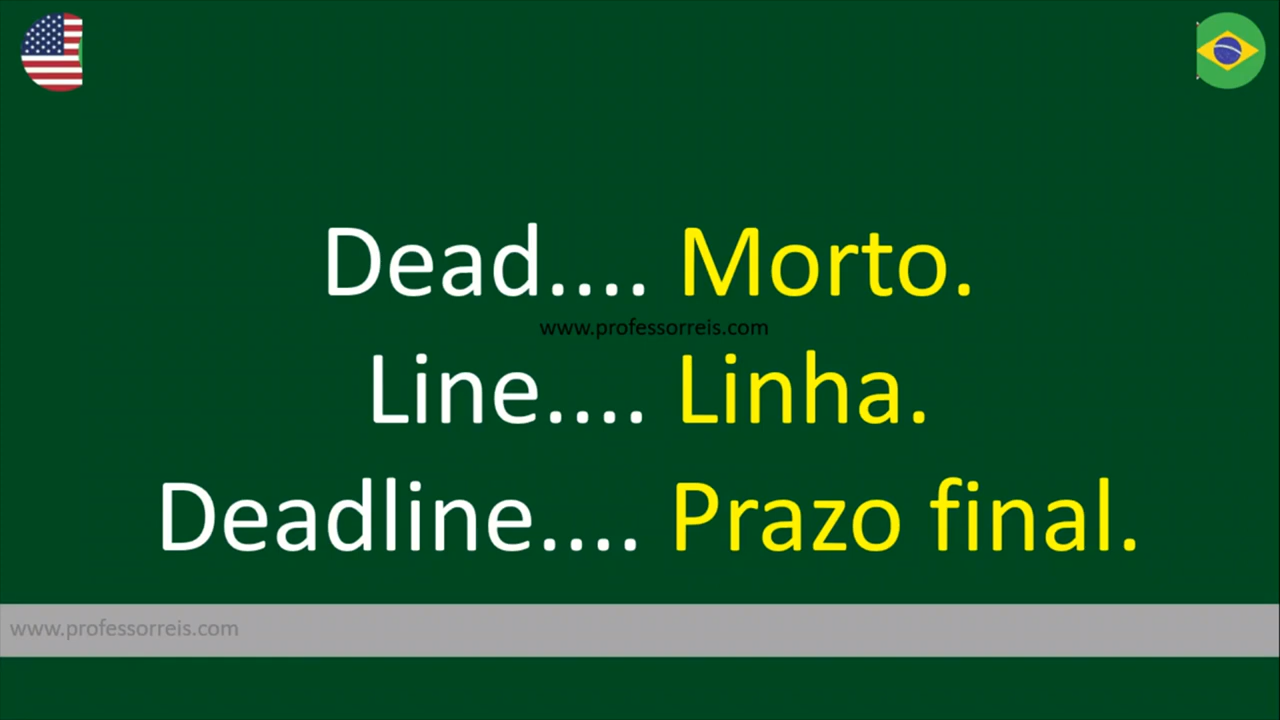 Dead.... Morto.
www.professorreis.com
Line.... Linha.
Deadline.... Prazo final.
www.professorreis.com